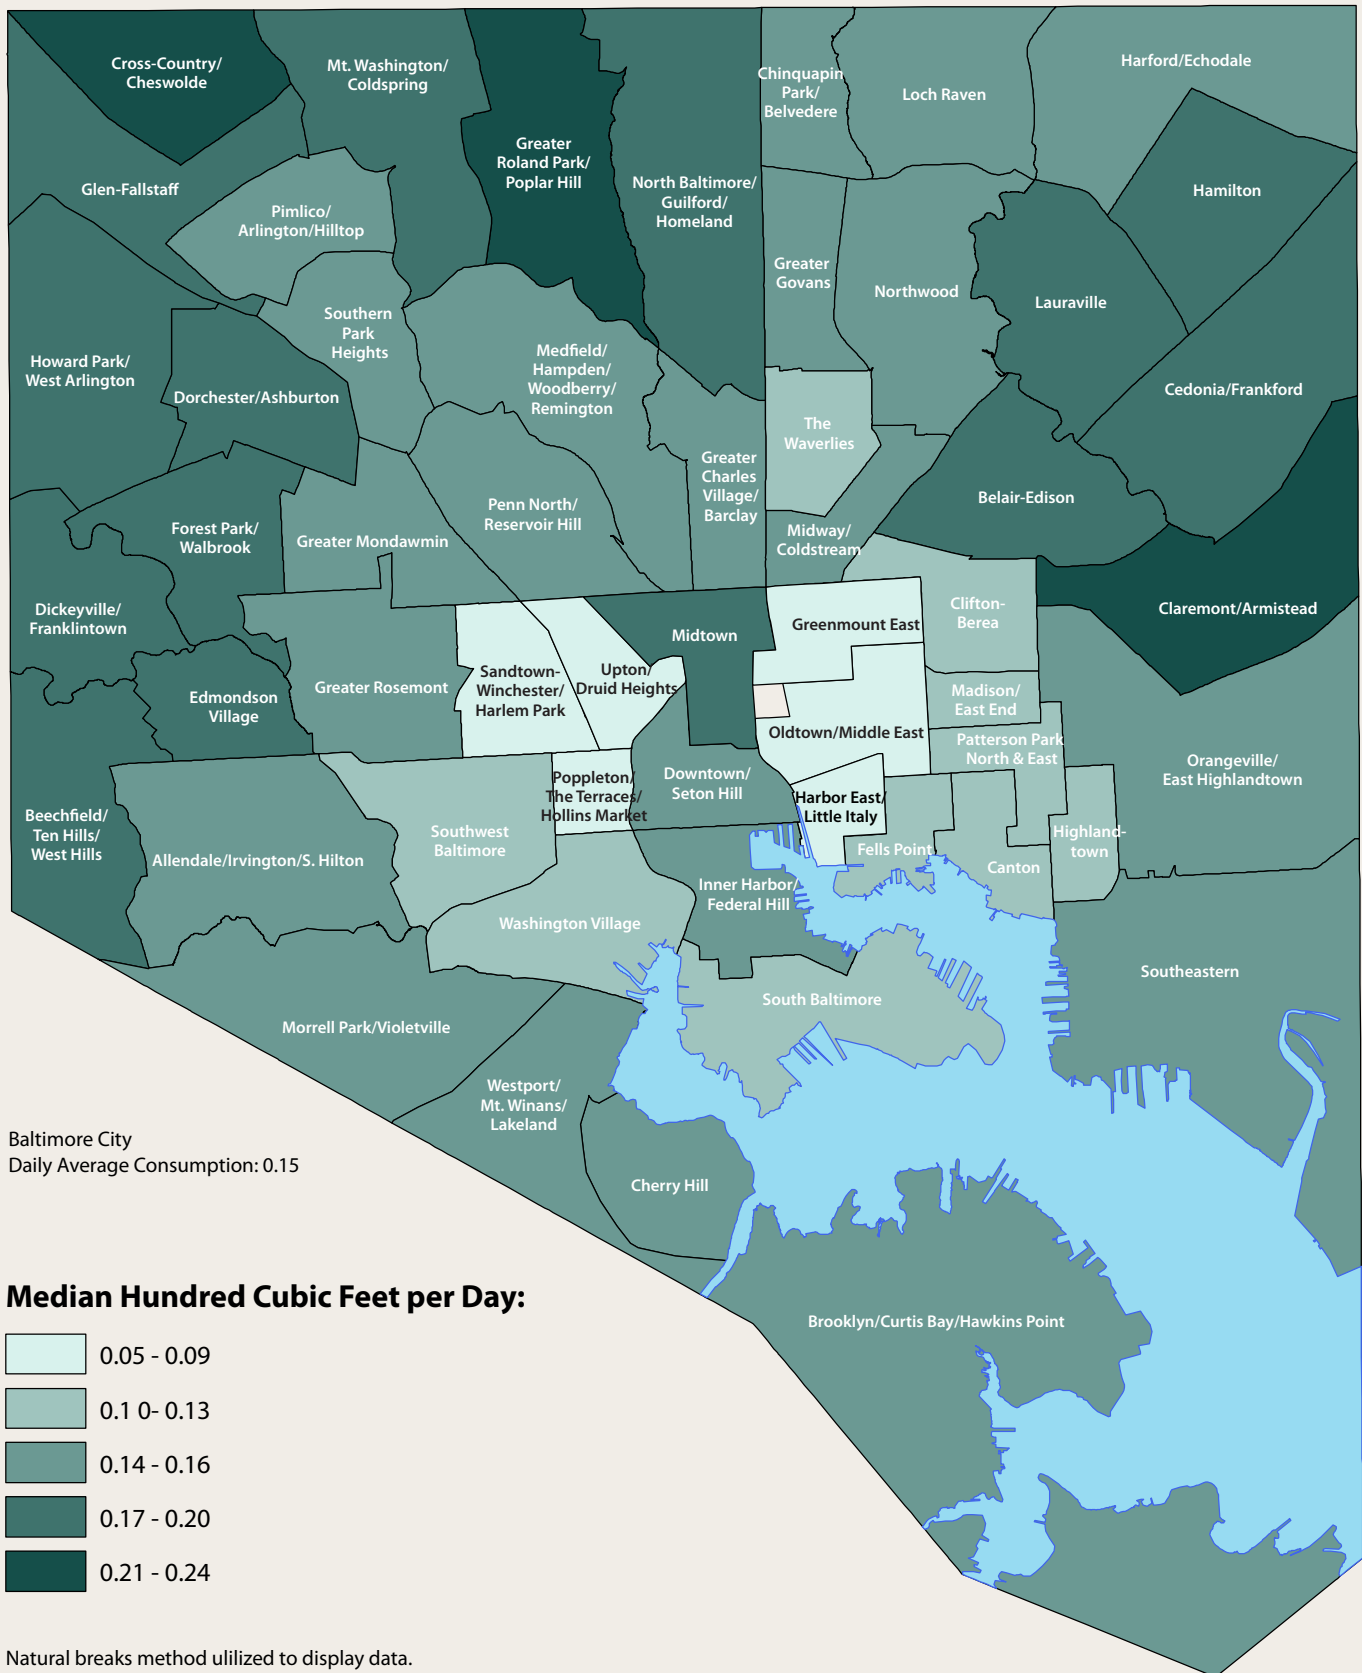 Cross-Country/
Cheswolde
Mt. Washington/
Coldspring
Greater
Roland Park/
Poplar Hill
North Baltimore/
Guilford/
Homeland
Chinquapin
Park/
Belvedere
Loch Raven
Harford/Echodale
Glen-Fallstaff
Pimlico/
Arlington/Hilltop
Hamilton
Greater
Govans
Northwood
Lauraville
Southern
Park
Heights
Howard Park/
West Arlington
Dorchester/Ashburton
Medfield/
Hampden/
Woodberry/
Remington
Cedonia/Frankford
The
Waverlies
Greater
Charles
Village/
Barclay
Belair-Edison
Penn North/
Reservoir Hill
Forest Park/
Walbrook
Greater Mondawmin
Midway/
Coldstream
Dickeyville/
Franklintown
Clifton-
Berea
Claremont/Armistead
Midtown
Greenmount East
Edmondson
Village
Greater Rosemont
Sandtown-
Winchester/
Harlem Park
Upton/
Druid Heights
Madison/
East End
Oldtown/Middle East
Patterson Park
North & East
Orangeville/
East Highlandtown
Poppleton/
The Terraces/
Hollins Market
Downtown/
Seton Hill
Harbor East/
Little Italy
Beechfield/
Ten Hills/
West Hills
Allendale/Irvington/S. Hilton
Southwest
Baltimore
Fells Point
Canton
Highland-
town
Inner Harbor/
Federal Hill
Washington Village
Southeastern
South Baltimore
Morrell Park/Violetville
Westport/
Mt. Winans/
Lakeland
Baltimore City
Daily Average Consumption: 0.15
Cherry Hill
Brooklyn/Curtis Bay/Hawkins Point
Median Hundred Cubic Feet per Day:
0.05 - 0.09
0.1 0- 0.13
0.14 - 0.16
0.17 - 0.20
0.21 - 0.24
Natural breaks method ulilized to display data.